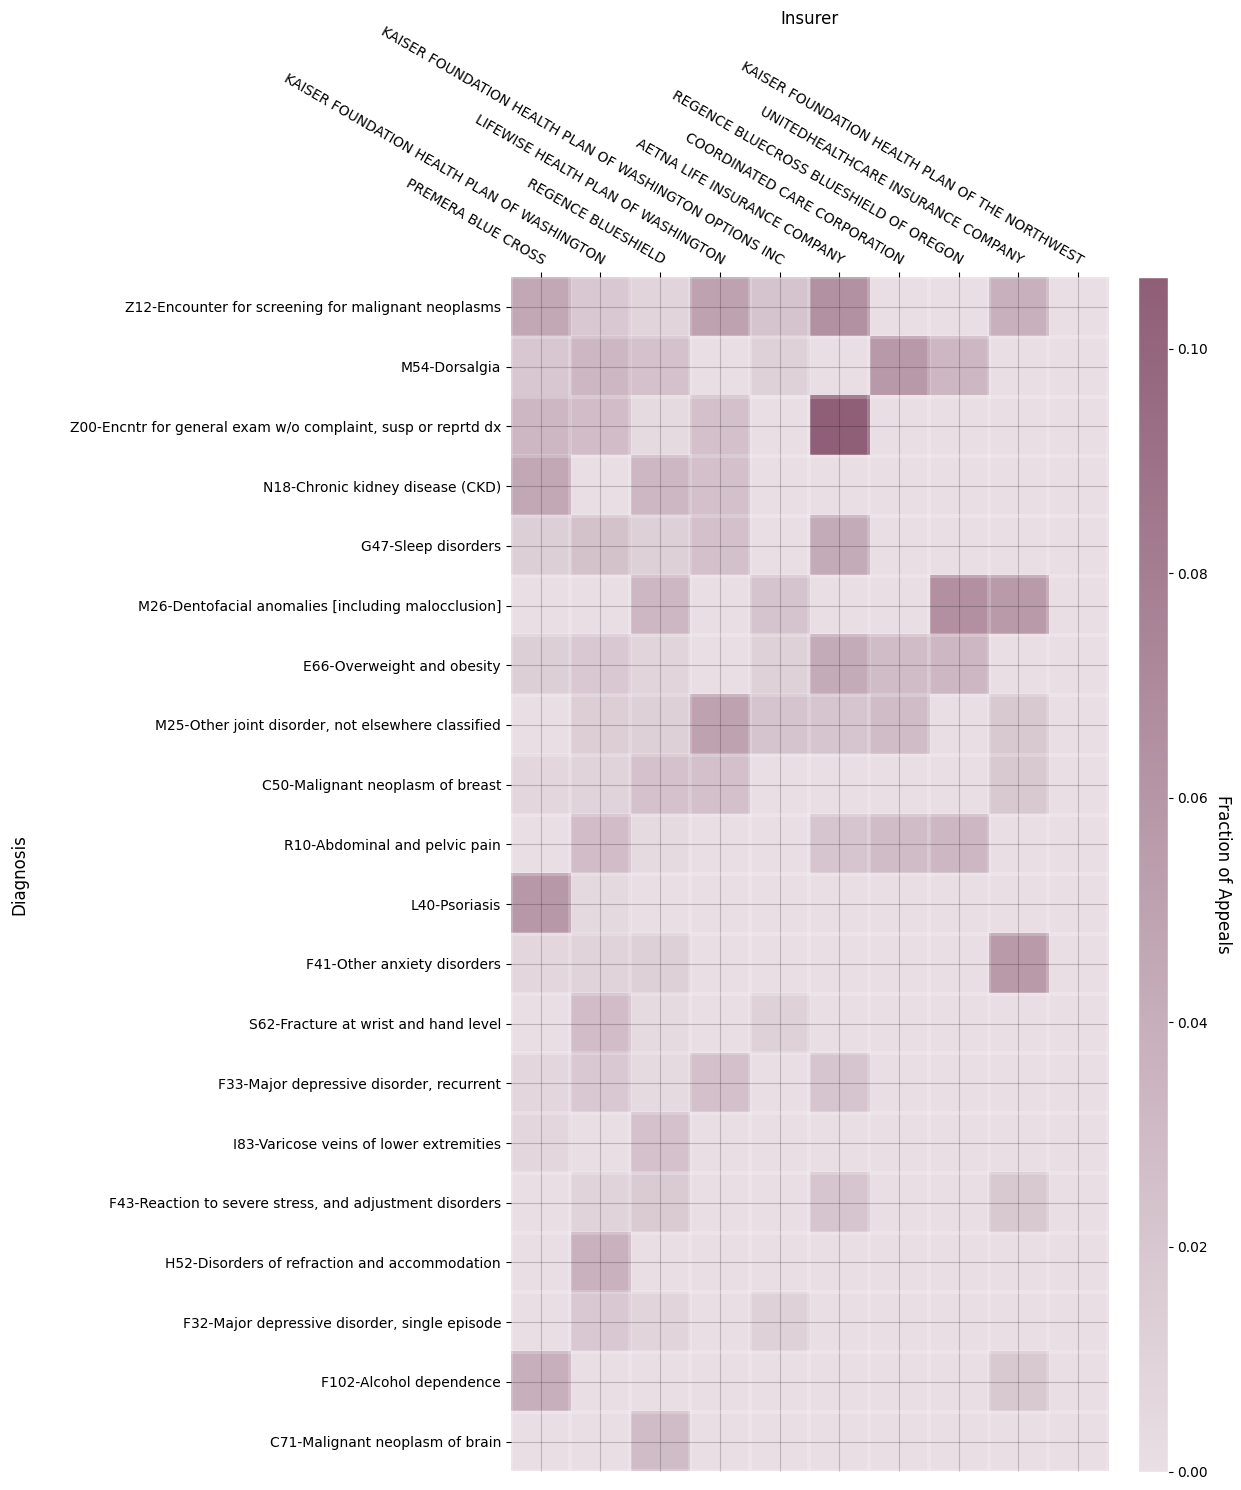 Insurer
PREMERA BLUE CROSS
KAISER FOUNDATION HEALTH PLAN OF WASHINGTON
REGENCE BLUESHIELD
LIFEWISE HEALTH PLAN OF WASHINGTON
KAISER FOUNDATION HEALTH PLAN OF WASHINGTON OPTIONS INC
AETNA LIFE INSURANCE COMPANY
COORDINATED CARE CORPORATION
REGENCE BLUECROSS BLUESHIELD OF OREGON
UNITEDHEALTHCARE INSURANCE COMPANY
KAISER FOUNDATION HEALTH PLAN OF THE NORTHWEST
Diagnosis
Z12-Encounter for screening for malignant neoplasms
M54-Dorsalgia
Z00-Encntr for general exam w/o complaint, susp or reprtd dx
N18-Chronic kidney disease (CKD)
G47-Sleep disorders
M26-Dentofacial anomalies [including malocclusion]
E66-Overweight and obesity
M25-Other joint disorder, not elsewhere classified
C50-Malignant neoplasm of breast
R10-Abdominal and pelvic pain
L40-Psoriasis
F41-Other anxiety disorders
S62-Fracture at wrist and hand level
F33-Major depressive disorder, recurrent
I83-Varicose veins of lower extremities
F43-Reaction to severe stress, and adjustment disorders
H52-Disorders of refraction and accommodation
F32-Major depressive disorder, single episode
F102-Alcohol dependence
C71-Malignant neoplasm of brain
0.10
0.08
0.06
0.04
0.02
0.00
Fraction of Appeals